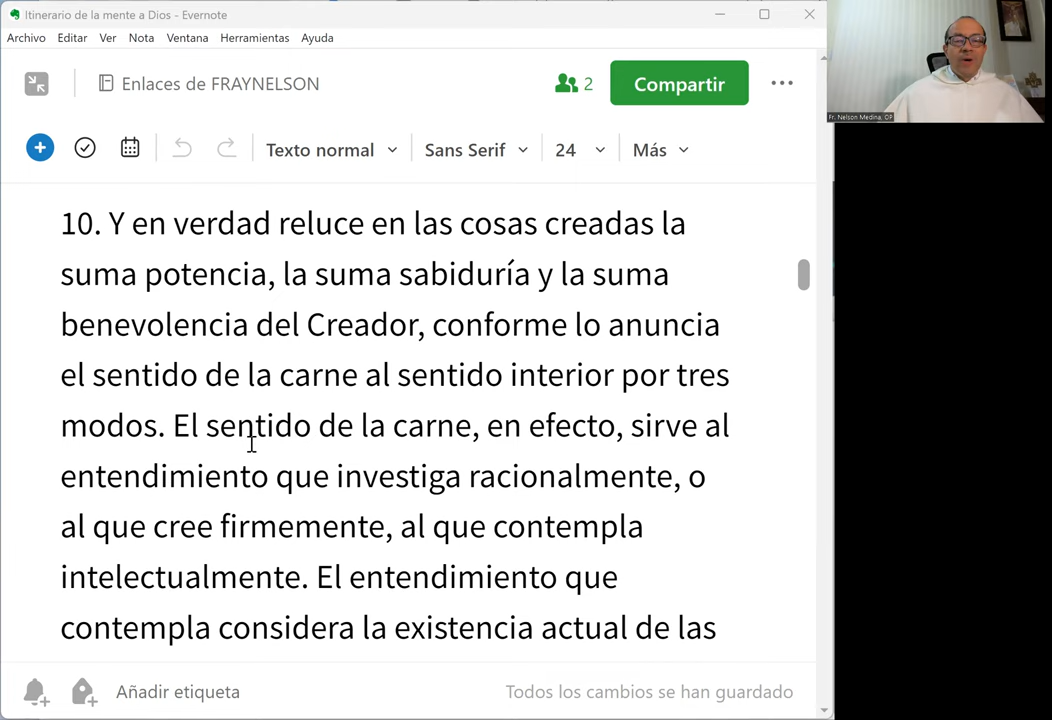 Itinerario de la mente a Dios - Evernote
Archivo Editar Ver Nota Ventana Herramientas Ayuda
Enlaces de FRAYNELSON
2
Compartir
Texto normal
Sans Serif
24
Más
10. Y en verdad reluce en las cosas creadas la
suma potencia, la suma sabiduría y la suma
benevolencia del Creador, conforme lo anuncia
el sentido de la carne al sentido interior por tres
modos. El sentido de la carne, en efecto, sirve al
entendimiento que investiga racionalmente, o
al que cree firmemente, al que contempla
intelectualmente. El entendimiento que
contempla considera la existencia actual de las
Añadir etiqueta
Todos los cambios se han guardado
Fr. Nelson Medina, OP